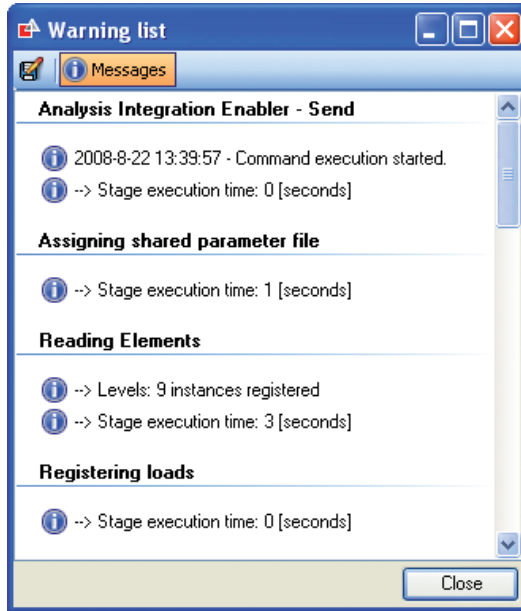 Warning list
Messages
Analysis Integration Enabler - Send
2008-8-22 13:39:57 - Command execution started.
--> Stage execution time: 0 [seconds]
Assigning shared parameter file
--> Stage execution time: 1 [seconds]
Reading Elements
--> Levels: 9 instances registered
--> Stage execution time: 3 [seconds]
Registering loads
--> Stage execution time: 0 [seconds]
Close